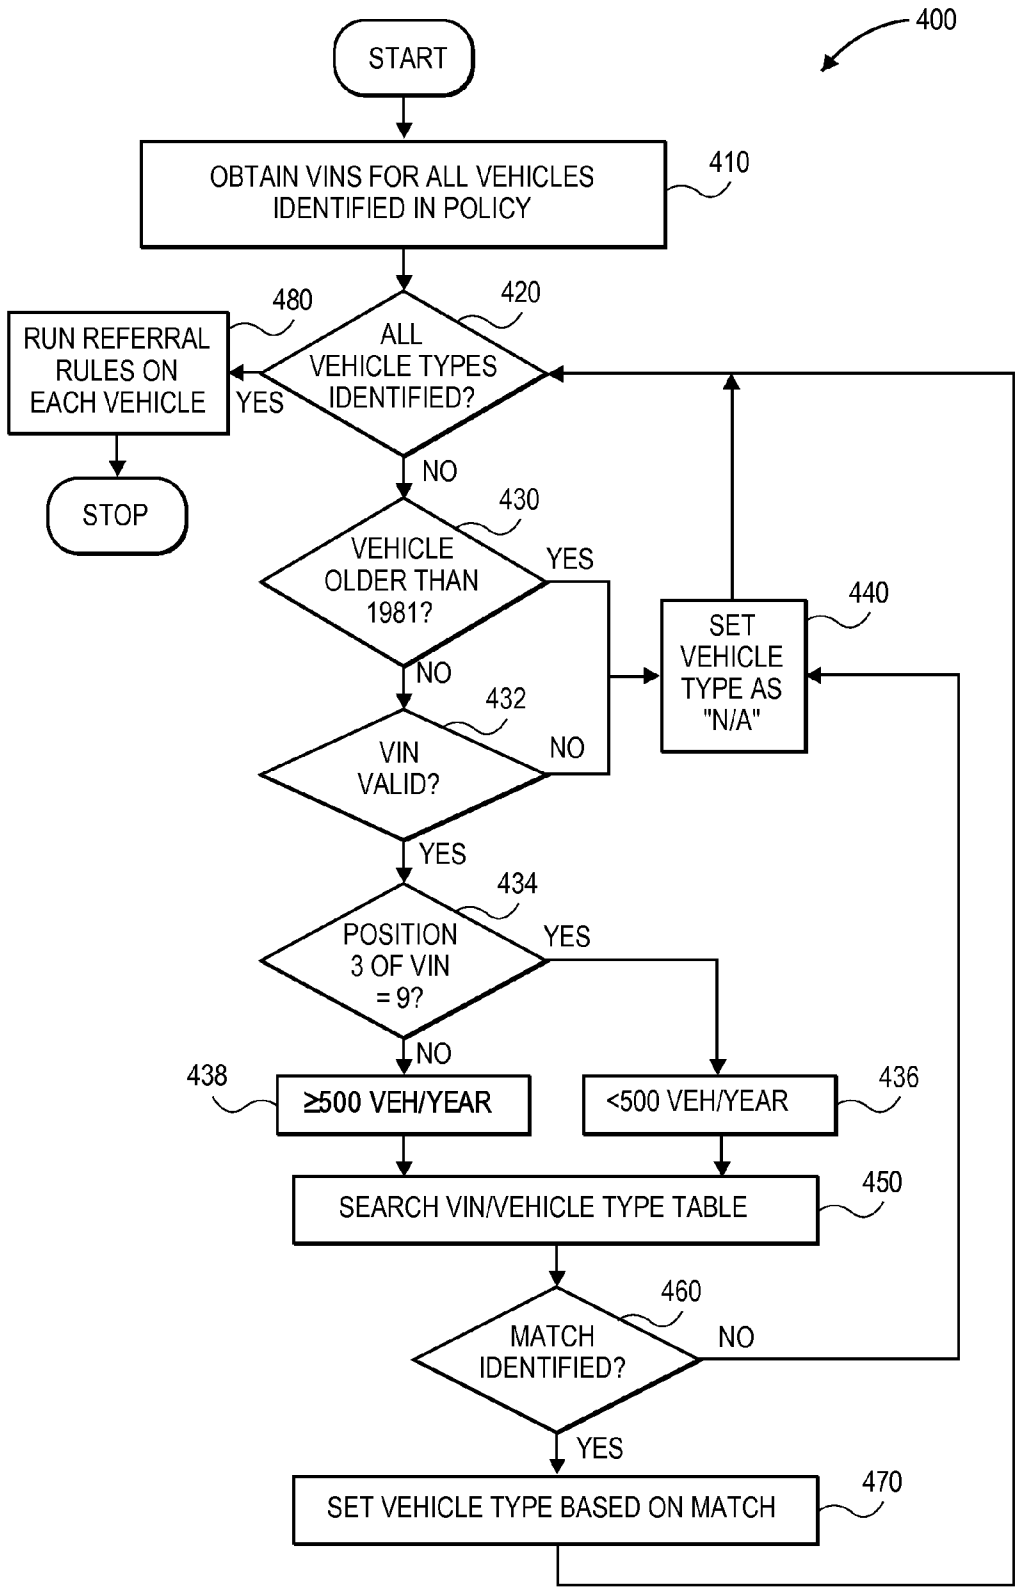 400
START
410
OBTAIN VINS FOR ALL VEHICLES
IDENTIFIED IN POLICY
480
420
RUN REFERRAL
RULES ON
EACH VEHICLE
ALL
VEHICLE TYPES
IDENTIFIED?
YES
NO
STOP
430
VEHICLE
OLDER THAN
1981?
YES
NO
440
SET
VEHICLE
TYPE AS
"N/A"
432
VIN
VALID?
NO
YES
434
POSITION
3 OF VIN
= 9?
YES
NO
438
≥500 VEH/YEAR
436
<500 VEH/YEAR
450
SEARCH VIN/VEHICLE TYPE TABLE
460
MATCH
IDENTIFIED?
NO
YES
470
SET VEHICLE TYPE BASED ON MATCH